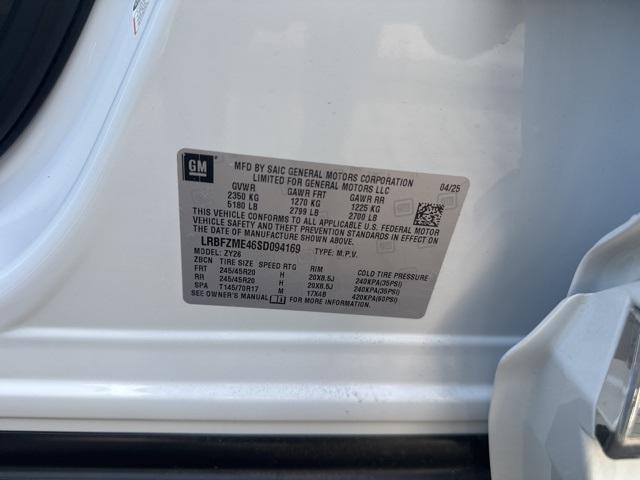 GM
MFD BY SAIC GENERAL MOTORS CORPORATION
LIMITED FOR GENERAL MOTORS LLC
04/25
GVWR GAWR FRT GAWR RR
2350 KG 1270 KG 1225 KG
5180 LB 2799 LB 2700 LB
THIS VEHICLE CONFORMS TO ALL APPLICABLE U.S. FEDERAL MOTOR
VEHICLE SAFETY AND THEFT PREVENTION STANDARDS IN EFFECT ON
THE DATE OF MANUFACTURE SHOWN ABOVE.
LRBFZME46SD094169 TYPE: M.P.V.
MODEL: ZY26
ZBCN TIRE SIZE SPEED RTG RIM COLD TIRE PRESSURE
FRT 245/45R20 H 20X8.5J 240KPA(35PSI)
RR 245/45R20 H 20X8.5J 240KPA(35PSI)
SPA T145/70R17 M 17X4B 420KPA(60PSI)
SEE OWNER'S MANUAL FOR MORE INFORMATION.